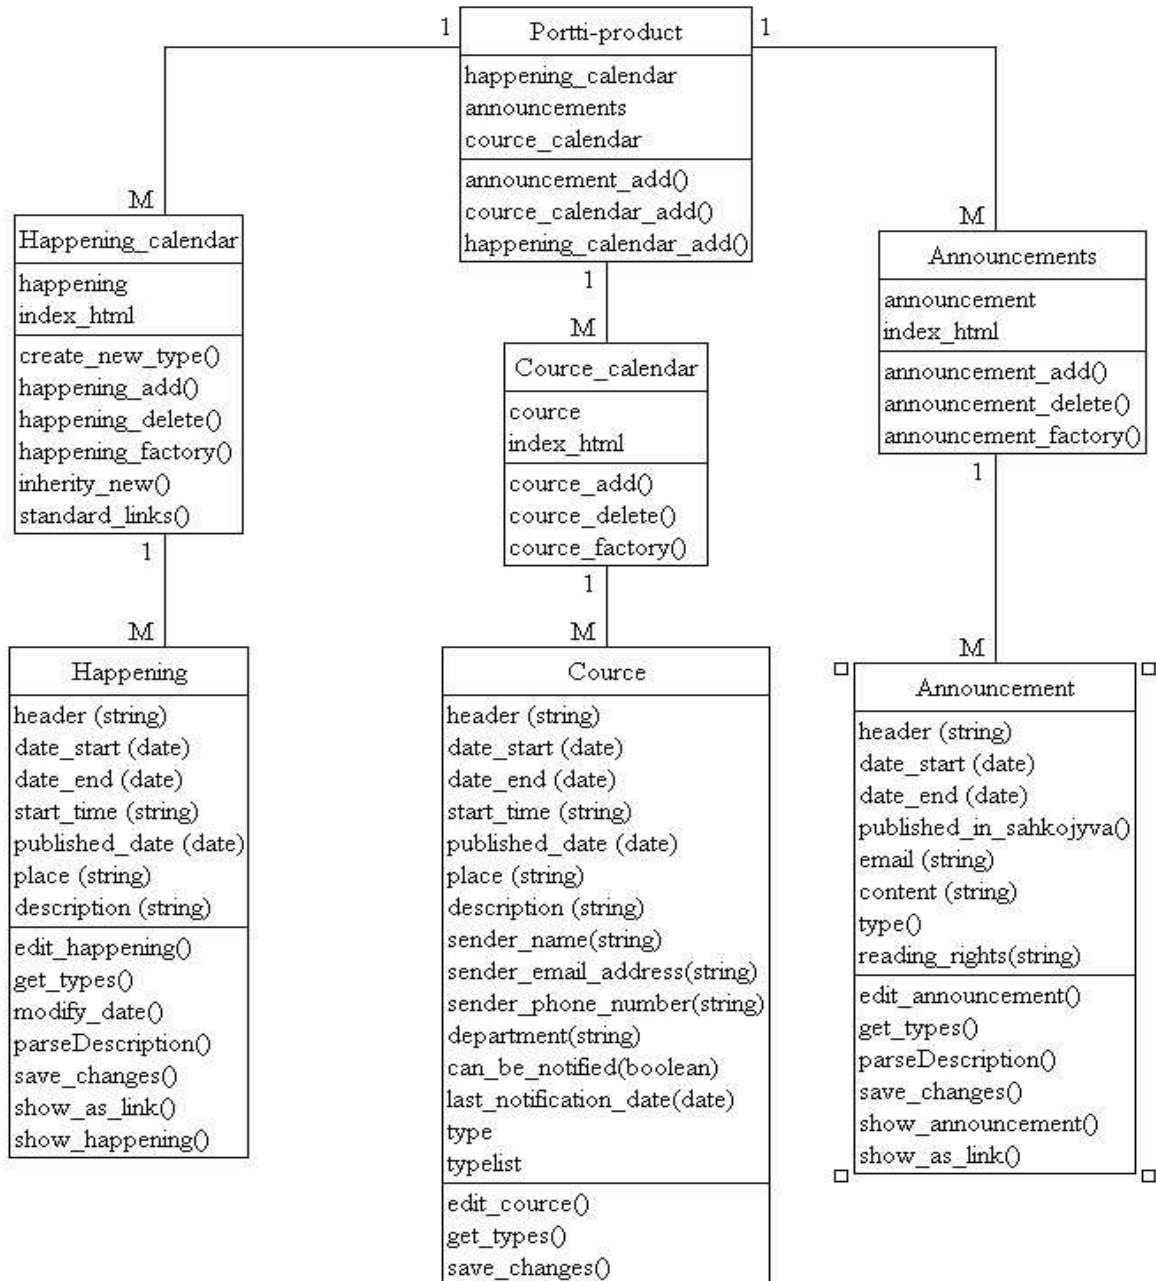 1
Portti-product
1
happening_calendar
announcements
cource_calendar
announcement_add()
cource_calendar_add()
happening_calendar_add()
M
Happening_calendar
happening
index_html
create_new_type()
happening_add()
happening_delete()
happening_factory()
inherity_new()
standard_links()
1
M
Happening
header (string)
date_start (date)
date_end (date)
start_time (string)
published_date (date)
place (string)
description (string)
edit_happening()
get_types()
modify_date()
parseDescription()
save_changes()
show_as_link()
show_happening()
1
M
Cource_calendar
cource
index_html
cource_add()
cource_delete()
cource_factory()
1
M
Cource
header (string)
date_start (date)
date_end (date)
start_time (string)
published_date (date)
place (string)
description (string)
sender_name(string)
sender_email_address(string)
sender_phone_number(string)
department(string)
can_be_notified(boolean)
last_notification_date(date)
type
typelist
edit_cource()
get_types()
save_changes()
M
Announcements
announcement
index_html
announcement_add()
announcement_delete()
announcement_factory()
1
M
Announcement
header (string)
date_start (date)
date_end (date)
published_in_sahkojyva()
email (string)
content (string)
type()
reading_rights(string)
edit_announcement()
get_types()
parseDescription()
save_changes()
show_announcement()
show_as_link()